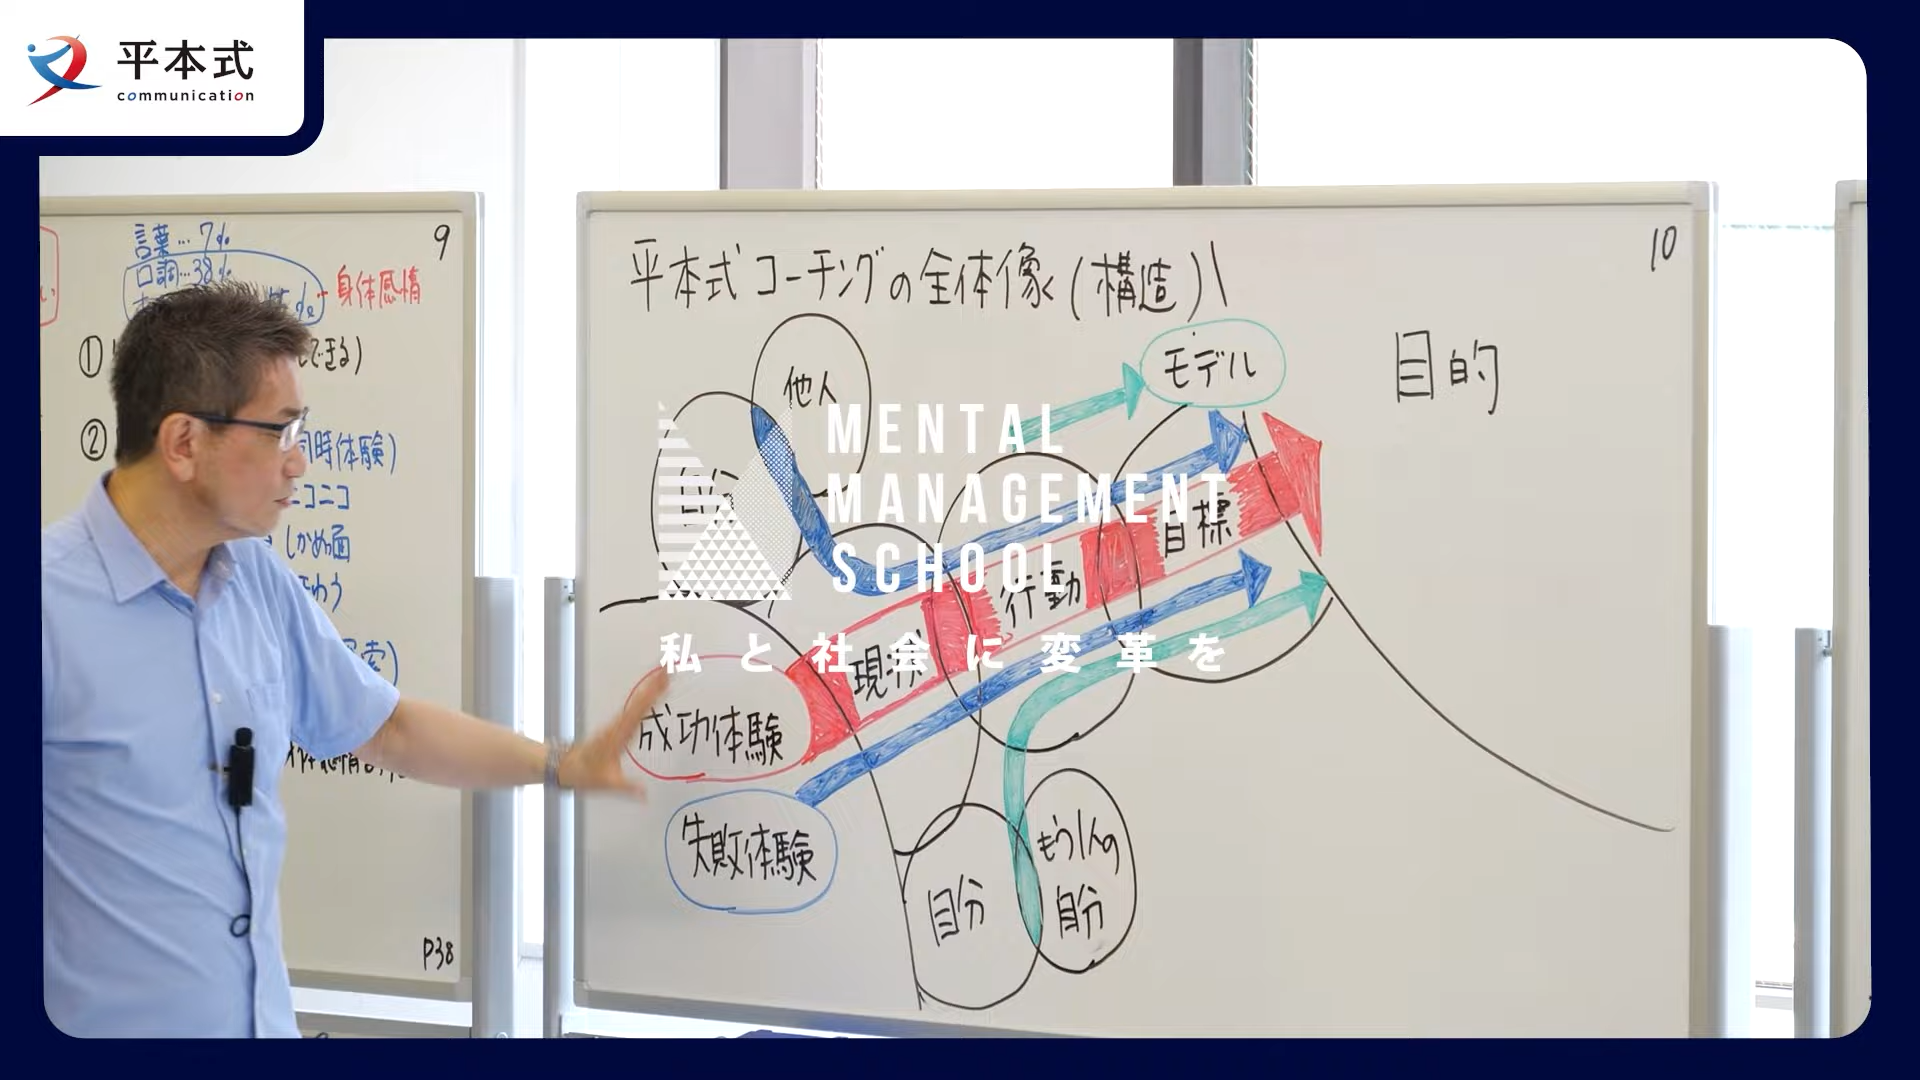 平本式
communication
言葉…7%
口調…38%
身体感情
9
①
できる)
②
同時体験)
ニコニコ
しかめ面
P38
10
平本式コーチングの全体像(構造)
他人
モデル
目的
MENTAL
MANAGEMENT
SCHOOL
私と社会に変革を
目標
行動
現状
成功体験
失敗体験
自分
もう1人の
自分